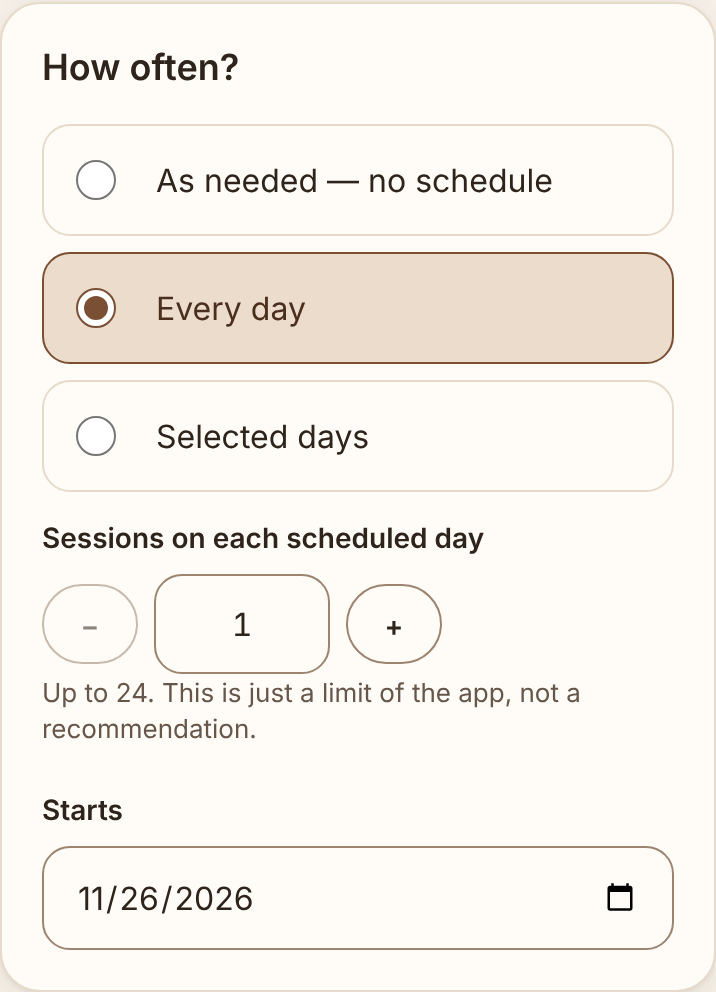 How often?
As needed — no schedule
Every day
Selected days
Sessions on each scheduled day
– 1 +
Up to 24. This is just a limit of the app, not a
recommendation.
Starts
11/26/2026